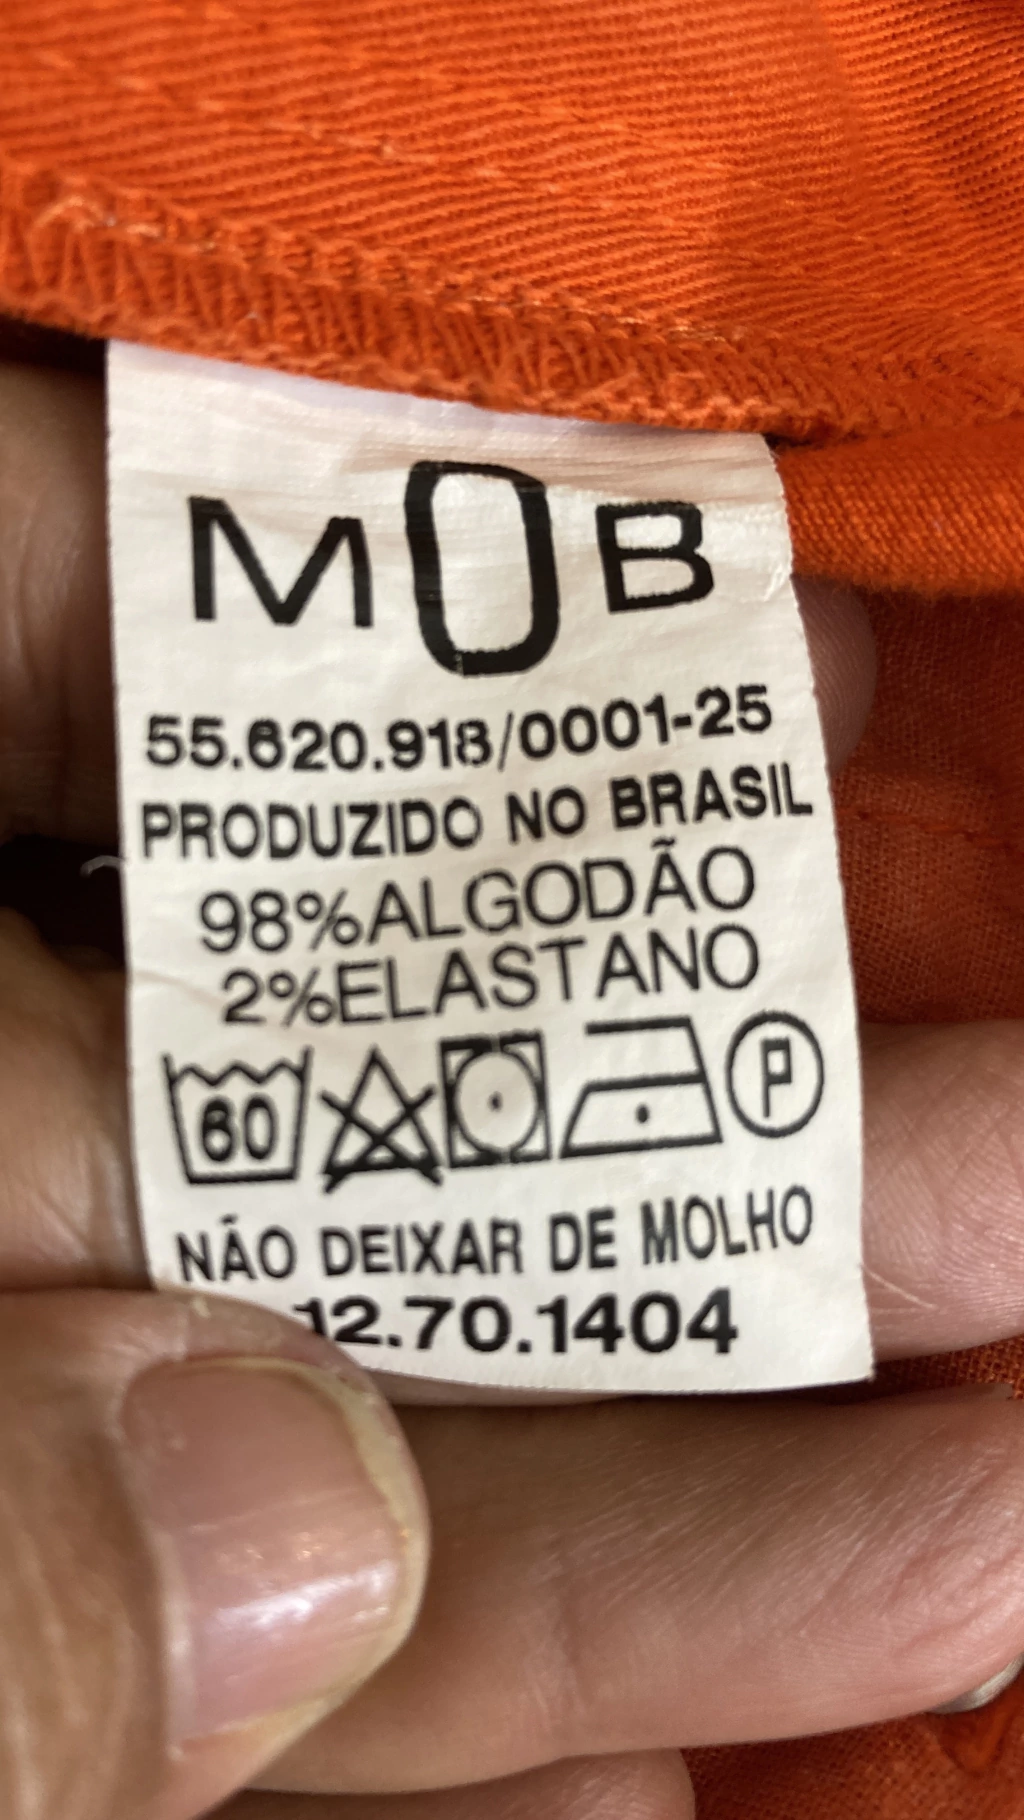 MOB
55.620.918/0001-25
PRODUZIDO NO BRASIL
98%ALGODÃO
2%ELASTANO
60 P
NÃO DEIXAR DE MOLHO
12.70.1404